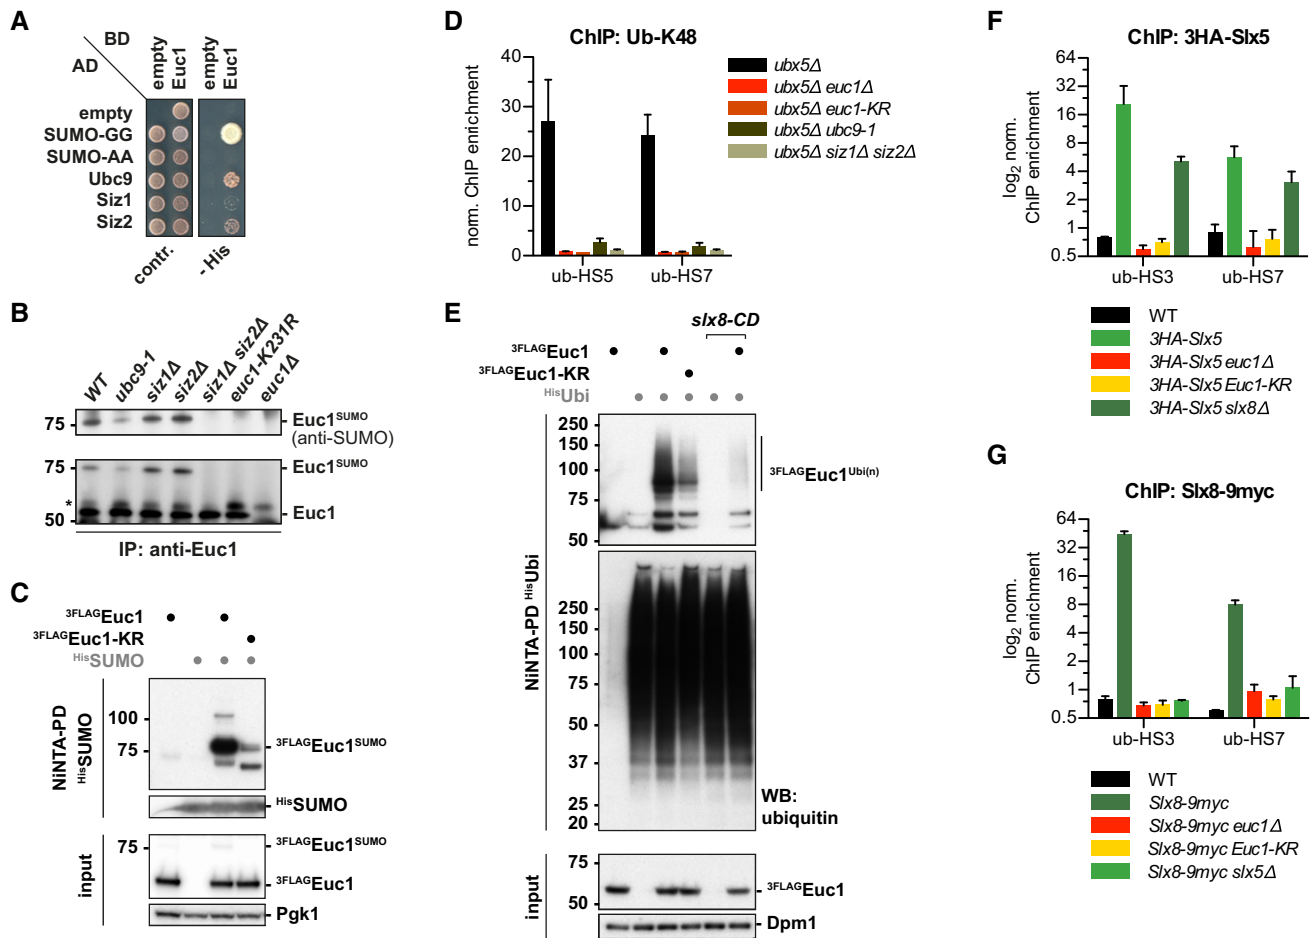 A
BD
AD
empty
Euc1
empty
Euc1
empty
SUMO-GG
SUMO-AA
Ubc9
Siz1
Siz2
contr.
- His
B
WT
ubc9-1
siz1Δ
siz2Δ
siz1Δ siz2Δ
euc1-K231R
euc1Δ
75
Euc1SUMO
(anti-SUMO)
75
Euc1SUMO
*
50
Euc1
IP: anti-Euc1
C
3FLAGEuc1
3FLAGEuc1-KR
HisSUMO
NiNTA-PD
HisSUMO
100
75
3FLAGEuc1SUMO
HisSUMO
input
75
3FLAGEuc1SUMO
3FLAGEuc1
Pgk1
D
ChIP: Ub-K48
norm. ChIP enrichment
40
30
20
10
0
ub-HS5
ub-HS7
ubx5Δ
ubx5Δ euc1Δ
ubx5Δ euc1-KR
ubx5Δ ubc9-1
ubx5Δ siz1Δ siz2Δ
E
slx8-CD
3FLAGEuc1
3FLAGEuc1-KR
HisUbi
NiNTA-PD HisUbi
250
150
100
75
50
3FLAGEuc1Ubi(n)
250
150
100
75
50
37
25
20
WB:
ubiquitin
input
75
50
3FLAGEuc1
Dpm1
F
ChIP: 3HA-Slx5
log2 norm.
ChIP enrichment
64
32
16
8
4
2
1
0.5
ub-HS3
ub-HS7
WT
3HA-Slx5
3HA-Slx5 euc1Δ
3HA-Slx5 Euc1-KR
3HA-Slx5 slx8Δ
G
ChIP: Slx8-9myc
log2 norm.
ChIP enrichment
64
32
16
8
4
2
1
0.5
ub-HS3
ub-HS7
WT
Slx8-9myc
Slx8-9myc euc1Δ
Slx8-9myc Euc1-KR
Slx8-9myc slx5Δ